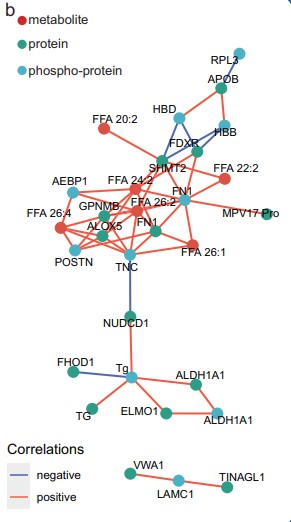 b
metabolite
protein
phospho-protein
RPL3
APOB
HBD
FFA 20:2
HBB
FDXR
SHMT2
FFA 22:2
FFA 24:2
AEBP1
FN1
FFA 26:2
GPNMB
FFA 26:4
MPV17 Pro
FN1
ALOX5
FFA 26:1
POSTN
TNC
NUDCD1
FHOD1
Tg
ALDH1A1
TG
ELMO1
ALDH1A1
Correlations
negative
positive
VWA1
TINAGL1
LAMC1